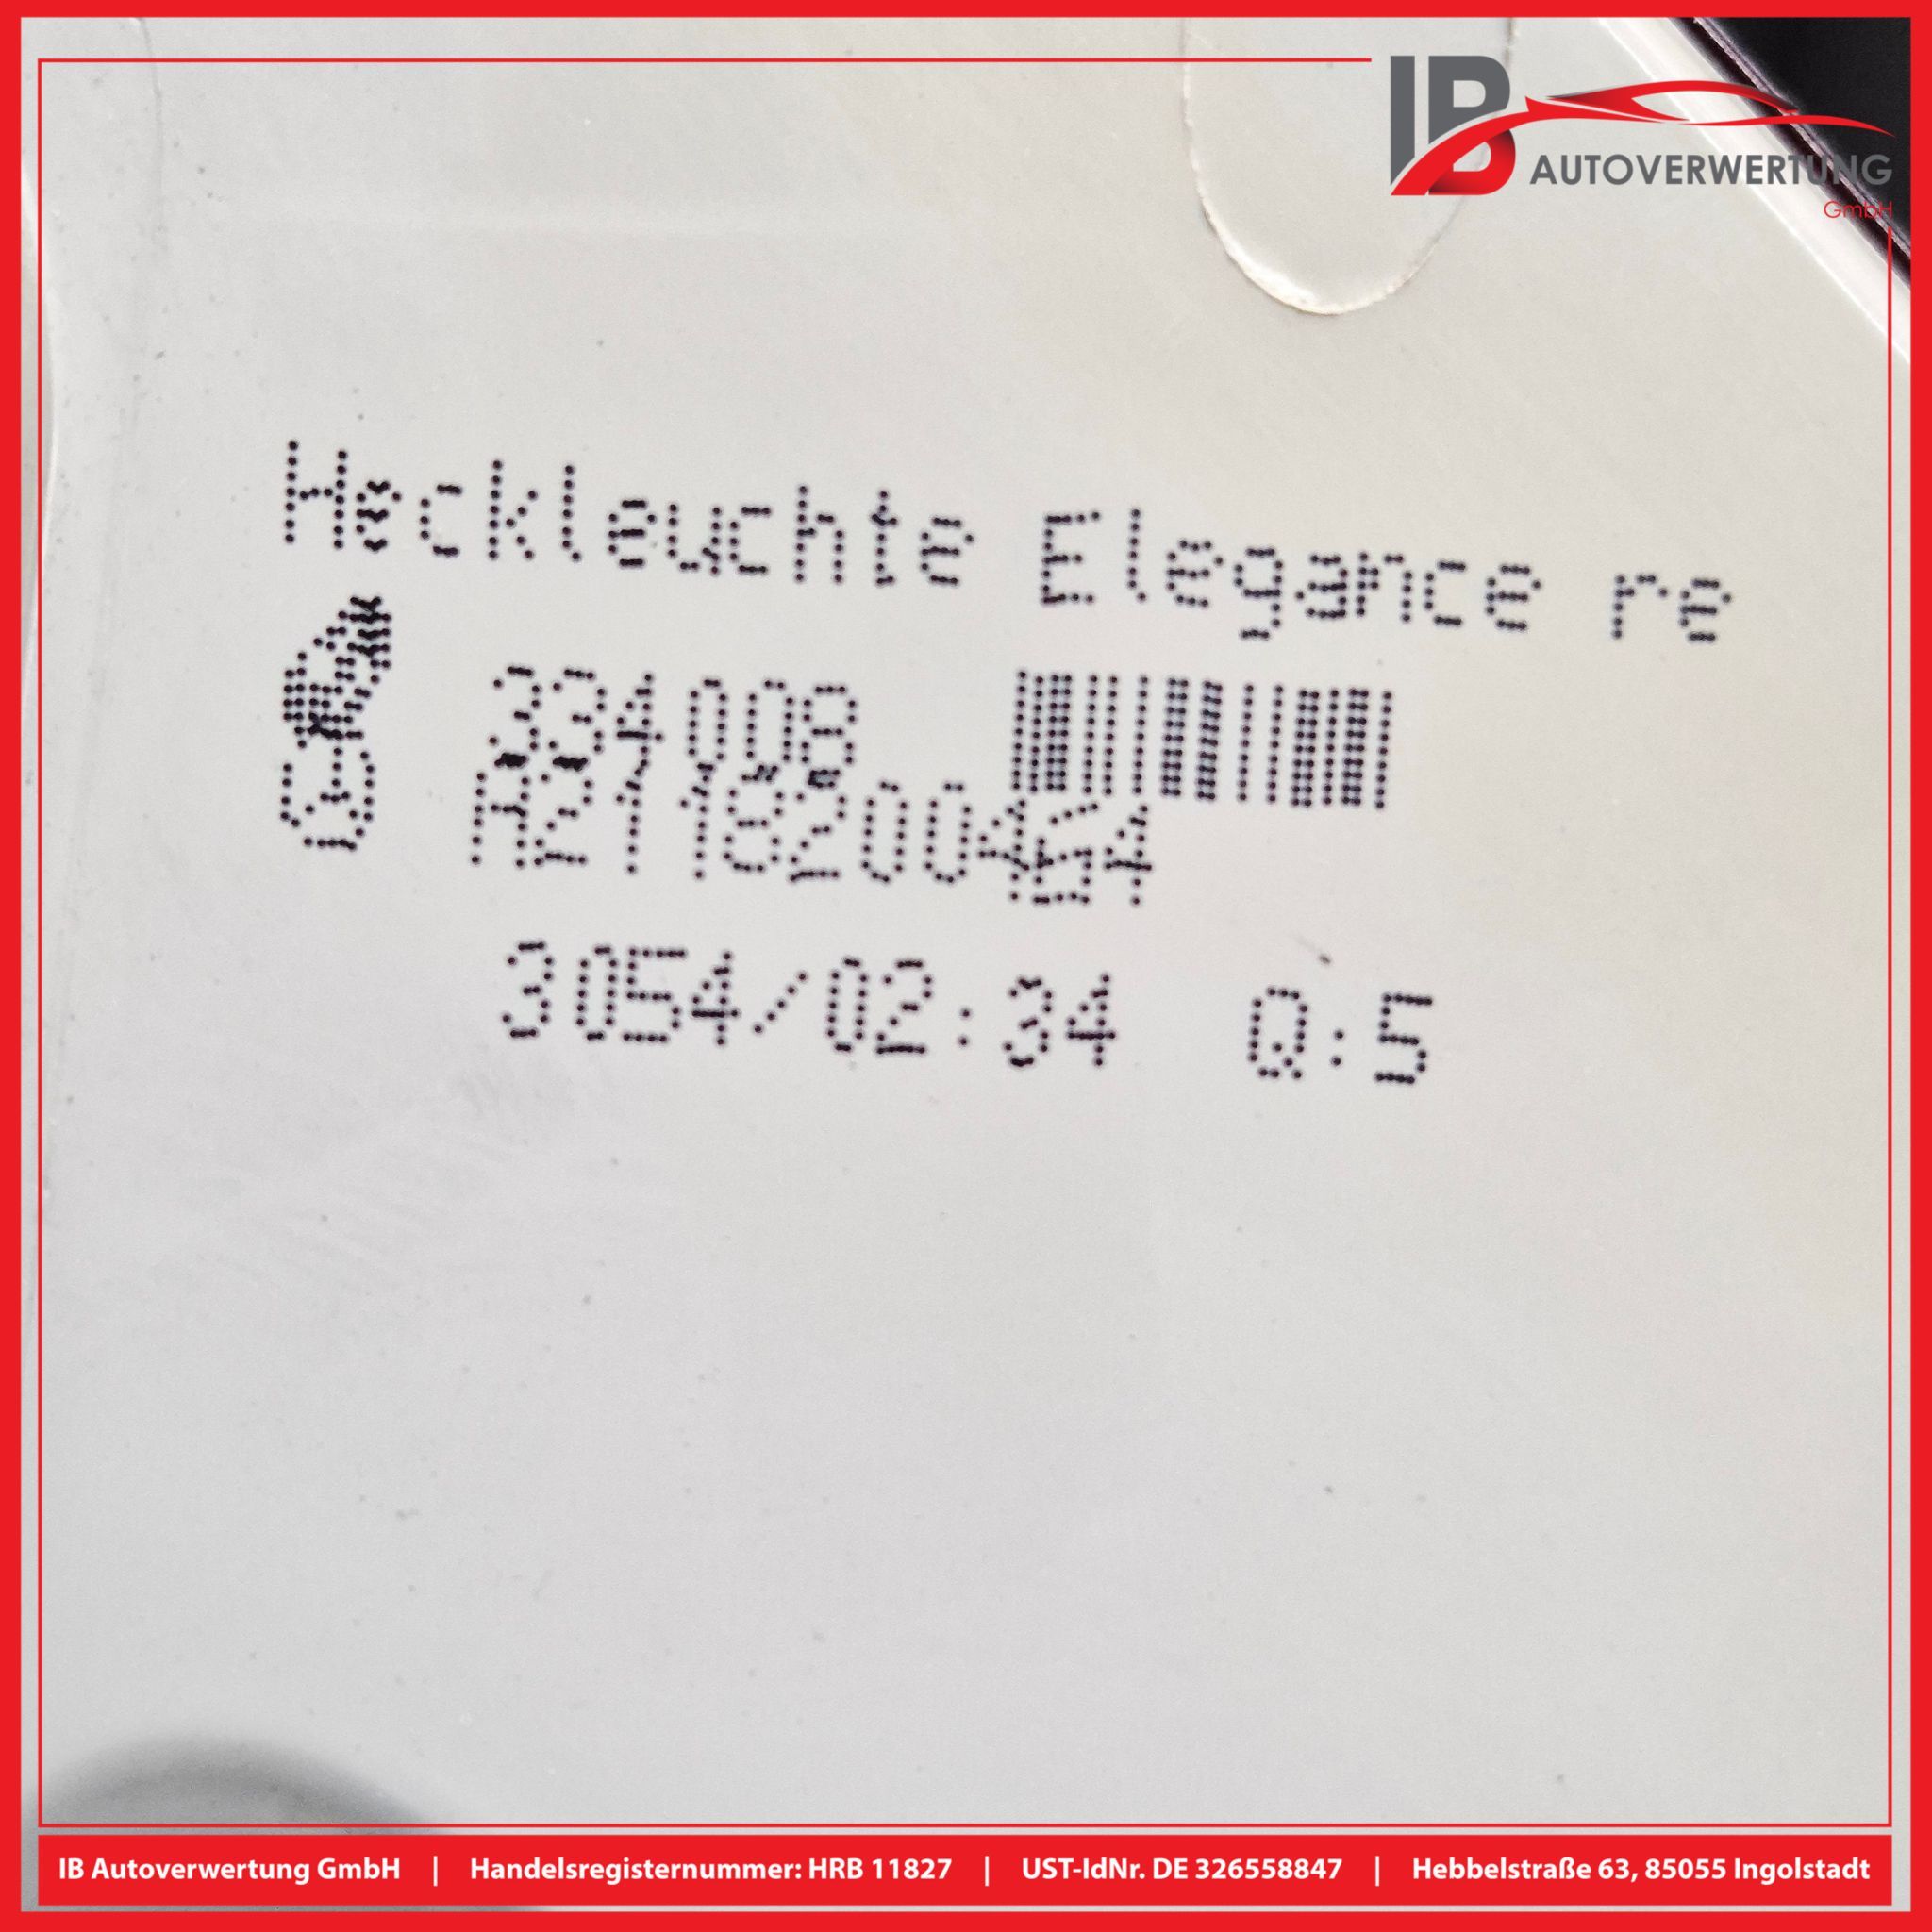 IB
AUTOVERWERTUNG
GmbH
Heckleuchte Elegance re
234008
A2118200464
3054/02:34 Q:5
IB Autoverwertung GmbH | Handelsregisternummer: HRB 11827 | UST-IdNr. DE 326558847 | Hebbelstraße 63, 85055 Ingolstadt